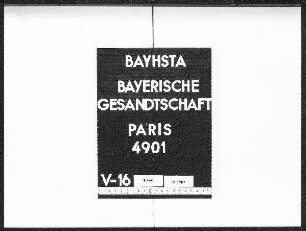 BAYHSTA
BAYERISCHE
GESANDTSCHAFT
PARIS
4901
V-16